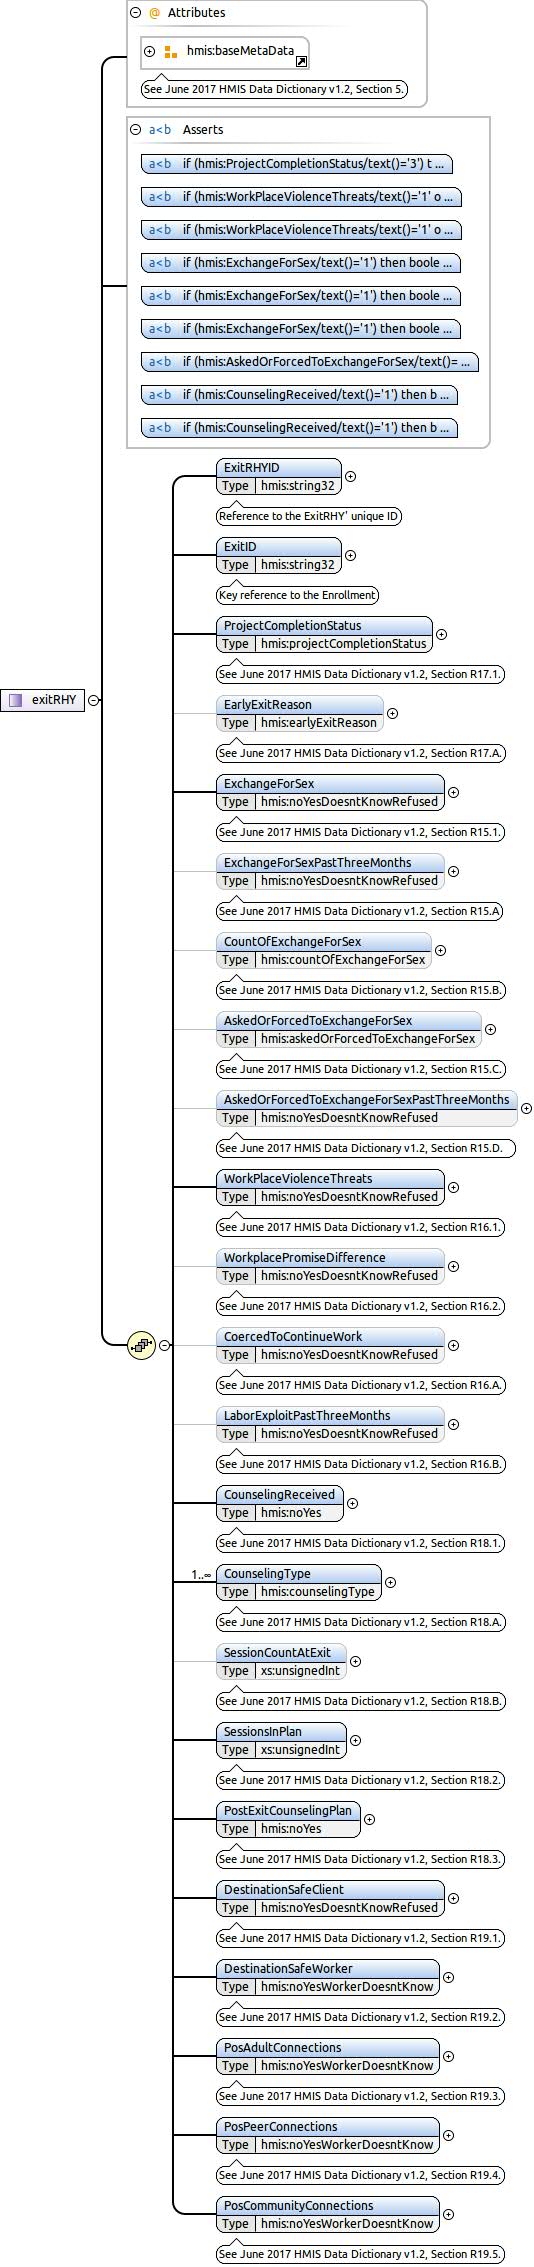 @ Attributes
hmis:baseMetaData
See June 2017 HMIS Data Dictionary v1.2, Section 5.
a<b Asserts
a<b if (hmis:ProjectCompletionStatus/text()='3') t ...
a<b if (hmis:WorkPlaceViolenceThreats/text()='1' o ...
a<b if (hmis:WorkPlaceViolenceThreats/text()='1' o ...
a<b if (hmis:ExchangeForSex/text()='1') then boole ...
a<b if (hmis:ExchangeForSex/text()='1') then boole ...
a<b if (hmis:ExchangeForSex/text()='1') then boole ...
a<b if (hmis:AskedOrForcedToExchangeForSex/text()= ...
a<b if (hmis:CounselingReceived/text()='1') then b ...
a<b if (hmis:CounselingReceived/text()='1') then b ...
ExitRHYID
Type hmis:string32
Reference to the ExitRHY' unique ID
ExitID
Type hmis:string32
Key reference to the Enrollment
ProjectCompletionStatus
Type hmis:projectCompletionStatus
See June 2017 HMIS Data Dictionary v1.2, Section R17.1.
exitRHY
EarlyExitReason
Type hmis:earlyExitReason
See June 2017 HMIS Data Dictionary v1.2, Section R17.A.
ExchangeForSex
Type hmis:noYesDoesntKnowRefused
See June 2017 HMIS Data Dictionary v1.2, Section R15.1.
ExchangeForSexPastThreeMonths
Type hmis:noYesDoesntKnowRefused
See June 2017 HMIS Data Dictionary v1.2, Section R15.A
CountOfExchangeForSex
Type hmis:countOfExchangeForSex
See June 2017 HMIS Data Dictionary v1.2, Section R15.B.
AskedOrForcedToExchangeForSex
Type hmis:askedOrForcedToExchangeForSex
See June 2017 HMIS Data Dictionary v1.2, Section R15.C.
AskedOrForcedToExchangeForSexPastThreeMonths
Type hmis:noYesDoesntKnowRefused
See June 2017 HMIS Data Dictionary v1.2, Section R15.D.
WorkPlaceViolenceThreats
Type hmis:noYesDoesntKnowRefused
See June 2017 HMIS Data Dictionary v1.2, Section R16.1.
WorkplacePromiseDifference
Type hmis:noYesDoesntKnowRefused
See June 2017 HMIS Data Dictionary v1.2, Section R16.2.
CoercedToContinueWork
Type hmis:noYesDoesntKnowRefused
See June 2017 HMIS Data Dictionary v1.2, Section R16.A.
LaborExploitPastThreeMonths
Type hmis:noYesDoesntKnowRefused
See June 2017 HMIS Data Dictionary v1.2, Section R16.B.
CounselingReceived
Type hmis:noYes
See June 2017 HMIS Data Dictionary v1.2, Section R18.1.
1..∞ CounselingType
Type hmis:counselingType
See June 2017 HMIS Data Dictionary v1.2, Section R18.A.
SessionCountAtExit
Type xs:unsignedInt
See June 2017 HMIS Data Dictionary v1.2, Section R18.B.
SessionsInPlan
Type xs:unsignedInt
See June 2017 HMIS Data Dictionary v1.2, Section R18.2.
PostExitCounselingPlan
Type hmis:noYes
See June 2017 HMIS Data Dictionary v1.2, Section R18.3.
DestinationSafeClient
Type hmis:noYesDoesntKnowRefused
See June 2017 HMIS Data Dictionary v1.2, Section R19.1.
DestinationSafeWorker
Type hmis:noYesWorkerDoesntKnow
See June 2017 HMIS Data Dictionary v1.2, Section R19.2.
PosAdultConnections
Type hmis:noYesWorkerDoesntKnow
See June 2017 HMIS Data Dictionary v1.2, Section R19.3.
PosPeerConnections
Type hmis:noYesWorkerDoesntKnow
See June 2017 HMIS Data Dictionary v1.2, Section R19.4.
PosCommunityConnections
Type hmis:noYesWorkerDoesntKnow
See June 2017 HMIS Data Dictionary v1.2, Section R19.5.